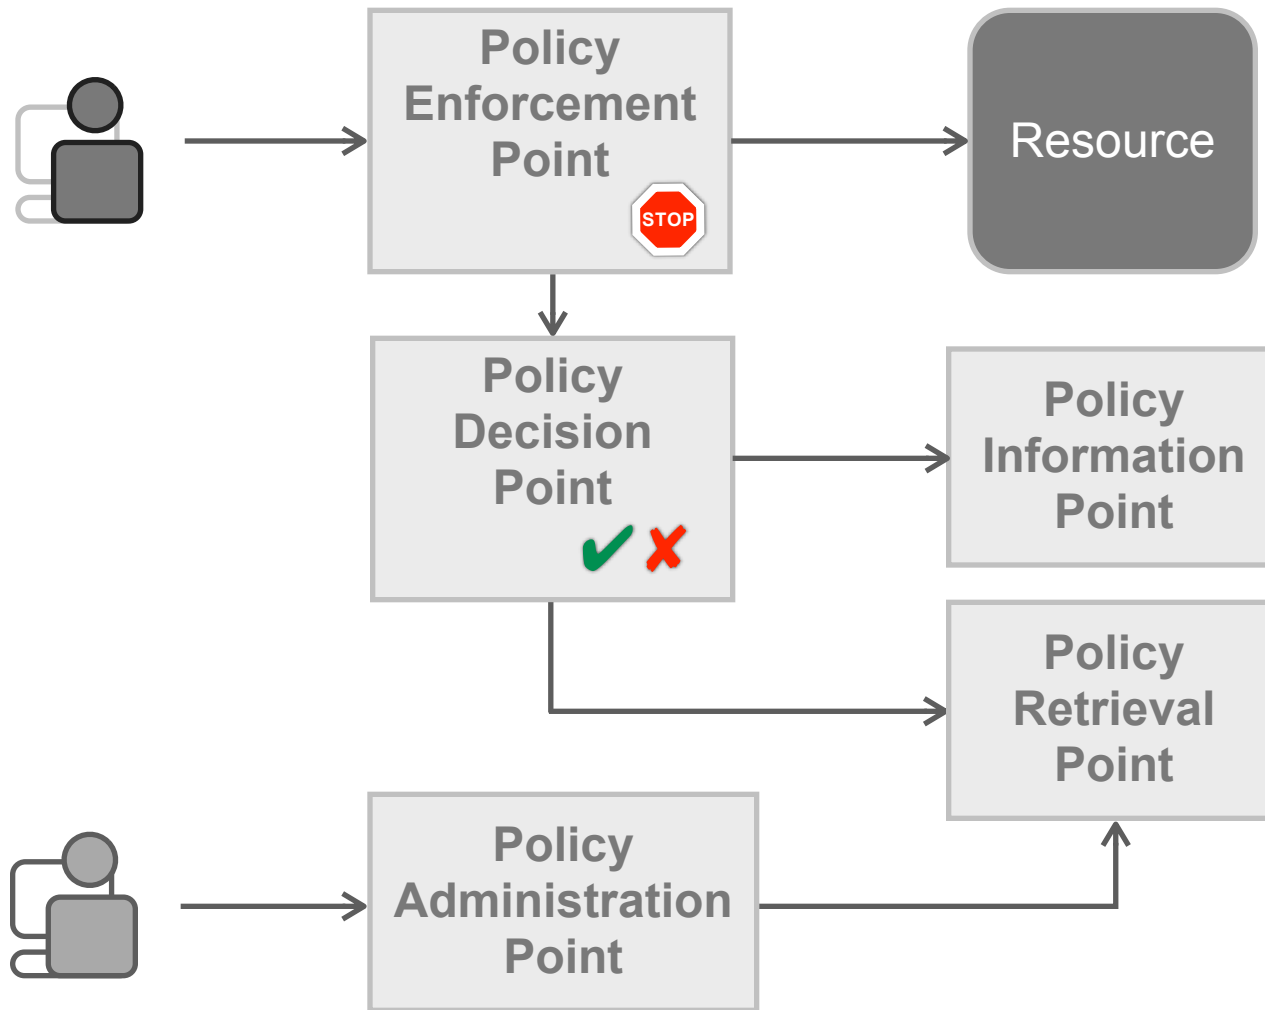 Policy
Enforcement
Point
STOP
Resource
Policy
Decision
Point
Policy
Information
Point
Policy
Retrieval
Point
Policy
Administration
Point